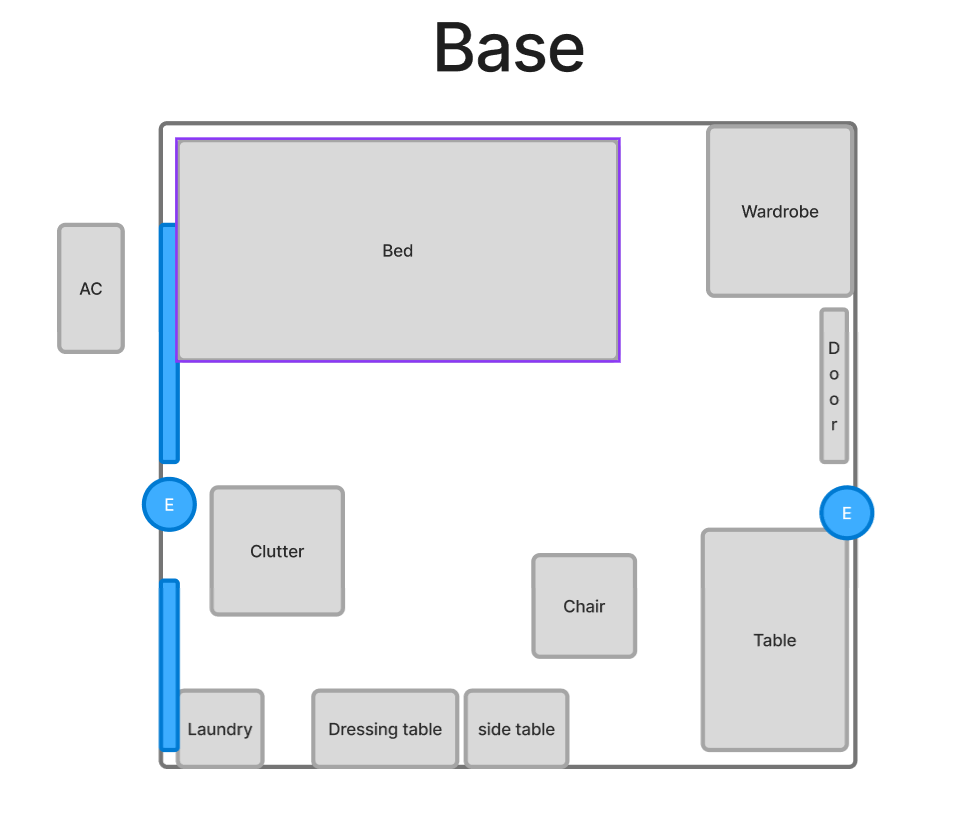 Base
Bed
Wardrobe
AC
D
o
o
r
E
E
Clutter
Chair
Table
Laundry
Dressing table
side table